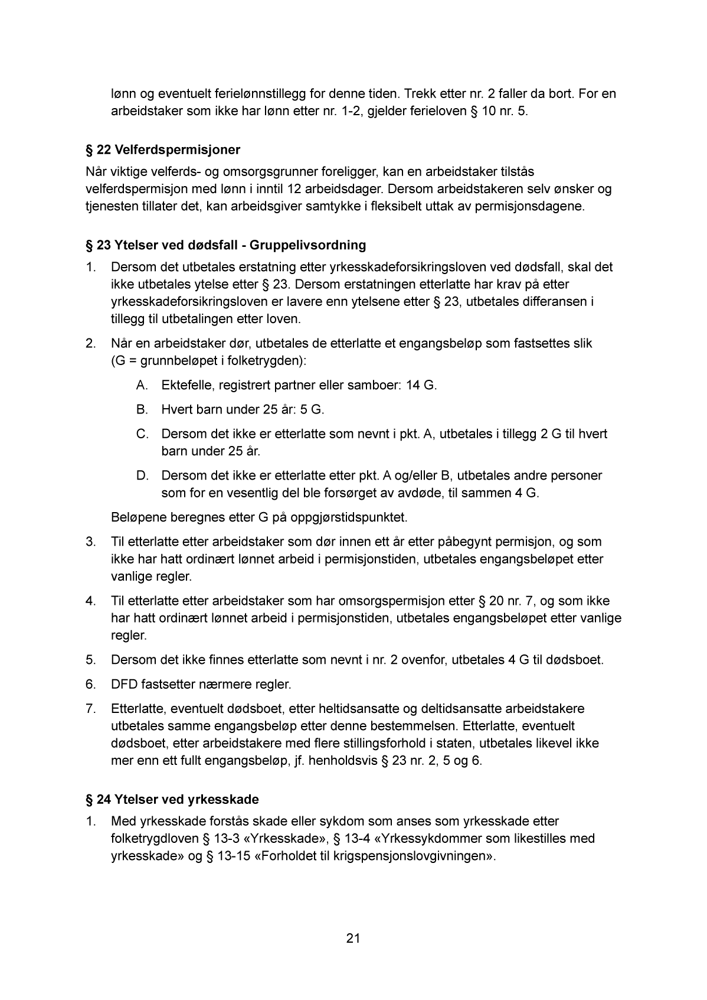 lønn og eventuelt ferielønnstillegg for denne tiden. Trekk etter nr. 2 faller da bort. For en
arbeidstaker som ikke har lønn etter nr. 1-2, gjelder ferieloven § 10 nr. 5.
§ 22 Velferdspermisjoner
Når viktige velferds- og omsorgsgrunner foreligger, kan en arbeidstaker tilstås
velferdspermisjon med lønn i inntil 12 arbeidsdager. Dersom arbeidstakeren selv ønsker og
tjenesten tillater det, kan arbeidsgiver samtykke i fleksibelt uttak av permisjonsdagene.
§ 23 Ytelser ved dødsfall - Gruppelivsordning
1. Dersom det utbetales erstatning etter yrkesskadeforsikringsloven ved dødsfall, skal det
ikke utbetales ytelse etter § 23. Dersom erstatningen etterlatte har krav på etter
yrkesskadeforsikringsloven er lavere enn ytelsene etter § 23, utbetales differansen i
tillegg til utbetalingen etter loven.
2. Når en arbeidstaker dør, utbetales de etterlatte et engangsbeløp som fastsettes slik
(G = grunnbeløpet i folketrygden):
A. Ektefelle, registrert partner eller samboer: 14 G.
B. Hvert barn under 25 år: 5 G.
C. Dersom det ikke er etterlatte som nevnt i pkt. A, utbetales i tillegg 2 G til hvert
barn under 25 år.
D. Dersom det ikke er etterlatte etter pkt. A og/eller B, utbetales andre personer
som for en vesentlig del ble forsørget av avdøde, til sammen 4 G.
Beløpene beregnes etter G på oppgjørstidspunktet.
3. Til etterlatte etter arbeidstaker som dør innen ett år etter påbegynt permisjon, og som
ikke har hatt ordinært lønnet arbeid i permisjonstiden, utbetales engangsbeløpet etter
vanlige regler.
4. Til etterlatte etter arbeidstaker som har omsorgspermisjon etter § 20 nr. 7, og som ikke
har hatt ordinært lønnet arbeid i permisjonstiden, utbetales engangsbeløpet etter vanlige
regler.
5. Dersom det ikke finnes etterlatte som nevnt i nr. 2 ovenfor, utbetales 4 G til dødsboet.
6. DFD fastsetter nærmere regler.
7. Etterlatte, eventuelt dødsboet, etter heltidsansatte og deltidsansatte arbeidstakere
utbetales samme engangsbeløp etter denne bestemmelsen. Etterlatte, eventuelt
dødsboet, etter arbeidstakere med flere stillingsforhold i staten, utbetales likevel ikke
mer enn ett fullt engangsbeløp, jf. henholdsvis § 23 nr. 2, 5 og 6.
§ 24 Ytelser ved yrkesskade
1. Med yrkesskade forstås skade eller sykdom som anses som yrkesskade etter
folketrygdloven § 13-3 «Yrkesskade», § 13-4 «Yrkessykdommer som likestilles med
yrkesskade» og § 13-15 «Forholdet til krigspensjonslovgivningen».
21